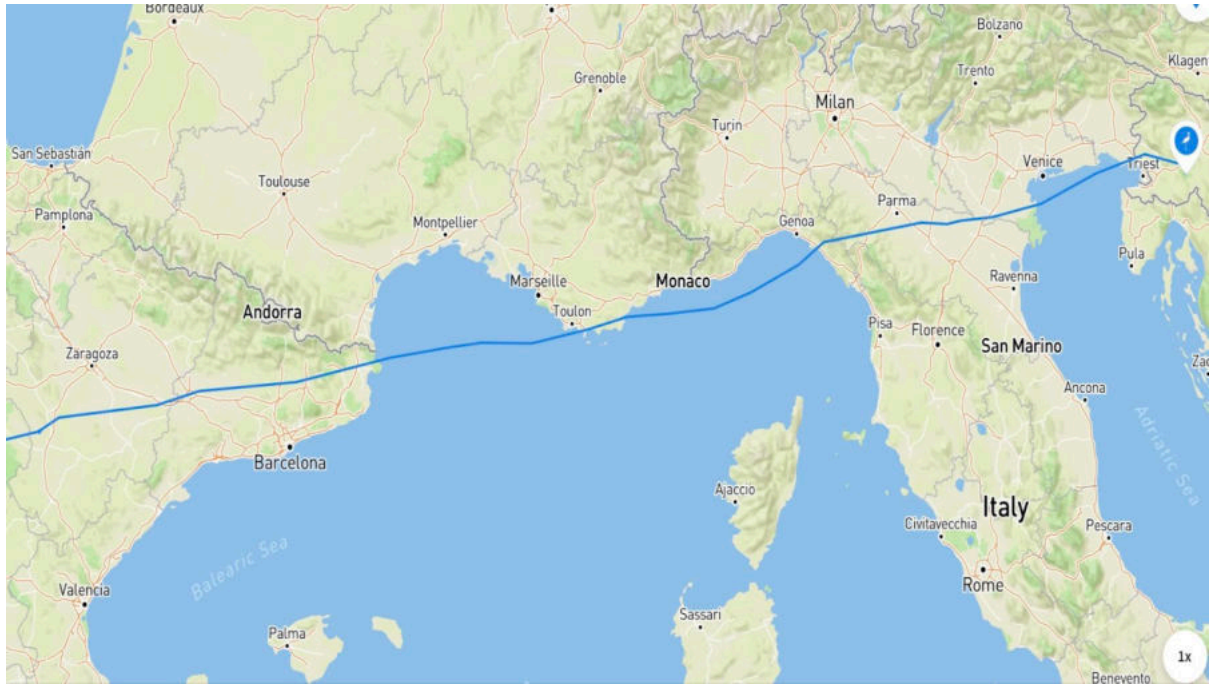 Bordeaux
Bolzano
Klagenf
Grenoble
Trento
Milan
Turin
San Sebastián
Toulouse
Venice
Triest
Pamplona
Montpellier
Parma
Genoa
Pula
Marseille
Monaco
Ravenna
Andorra
Toulon
Pisa
Florence
San Marino
Zaragoza
Zad
Ancona
Barcelona
Adriatic Sea
Ajaccio
Italy
Civitavecchia
Pescara
Balearic Sea
Valencia
Rome
Sassari
Palma
1x
Benevento